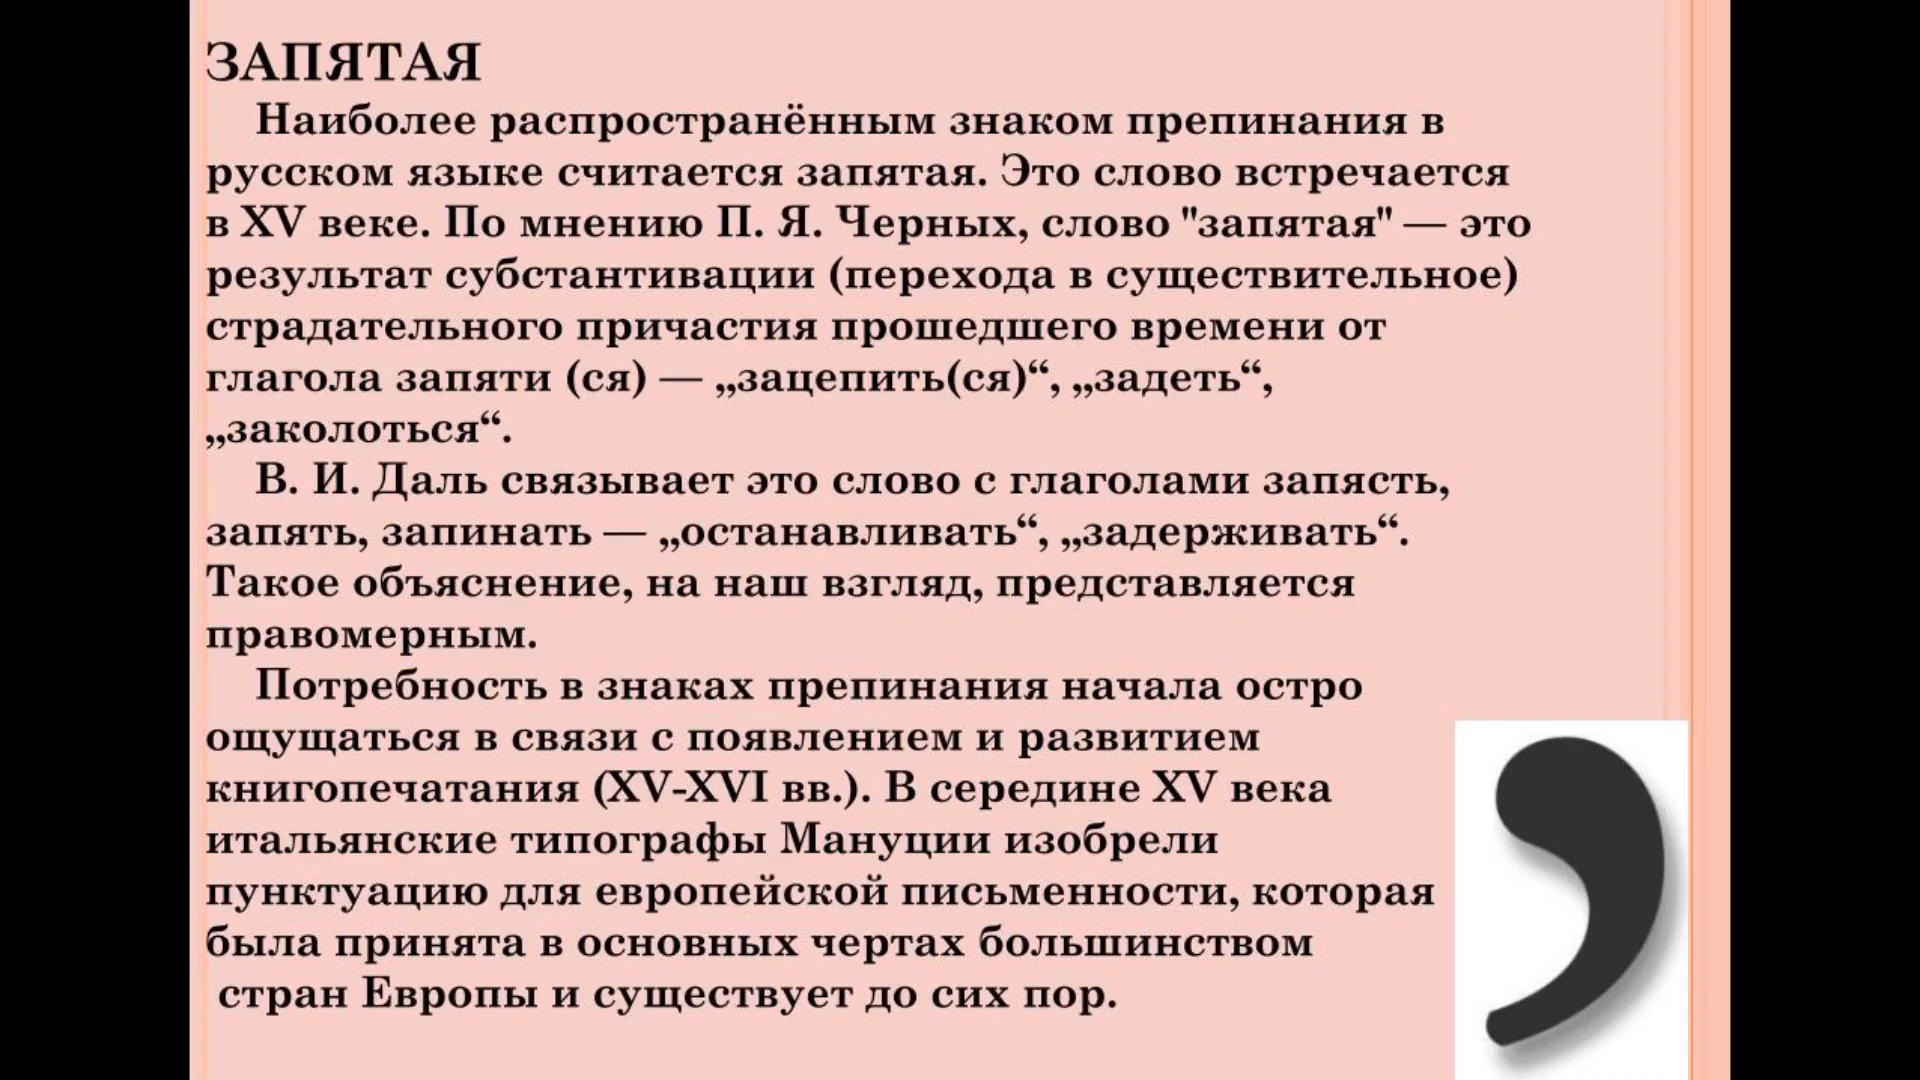 ЗАПЯТАЯ
Наиболее распространённым знаком препинания в
русском языке считается запятая. Это слово встречается
в XV веке. По мнению П. Я. Черных, слово "запятая" — это
результат субстантивации (перехода в существительное)
страдательного причастия прошедшего времени от
глагола запяти (ся) — „зацепить(ся)“, „задеть“,
„заколоться“.
В. И. Даль связывает это слово с глаголами запясть,
запять, запинать — „останавливать“, „задерживать“.
Такое объяснение, на наш взгляд, представляется
правомерным.
Потребность в знаках препинания начала остро
ощущаться в связи с появлением и развитием
книгопечатания (XV-XVI вв.). В середине XV века
итальянские типографы Мануции изобрели
пунктуацию для европейской письменности, которая
была принята в основных чертах большинством
стран Европы и существует до сих пор.
,